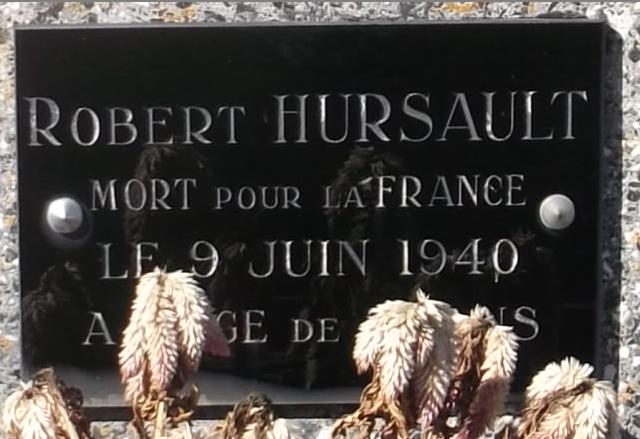 ROBERT HURSAULT
MORT POUR LA FRANCE
LE 9 JUIN 1940
A DE